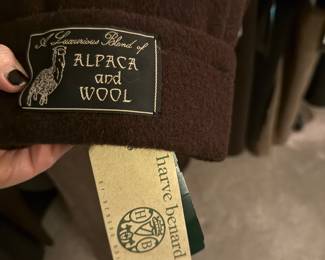 A Luxurious Blend of
ALPACA
and
WOOL
harve benard
HB